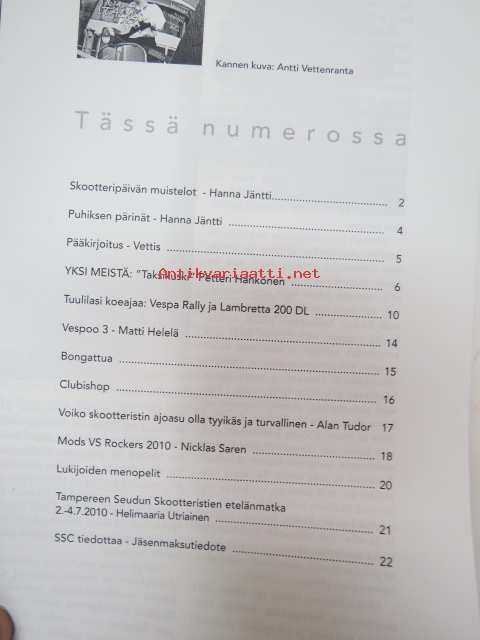 Kannen kuva: Antti Vettenranta
Tässä numerossa
Skootteripäivän muistelot - Hanna Jäntti 2
Puhiksen pärinät - Hanna Jäntti 4
Pääkirjoitus - Vettis 5
Antikvariaatti.net
YKSI MEISTÄ: "Taksikuski" Petteri Hankonen 6
Tuulilasi koeajaa: Vespa Rally ja Lambretta 200 DL 10
Vespoo 3 - Matti Helelä 14
Bongattua 15
Clubishop 16
Voiko skootteristin ajoasu olla tyyikäs ja turvallinen - Alan Tudor 17
Mods VS Rockers 2010 - Nicklas Saren 18
Lukijoiden menopelit 20
Tampereen Seudun Skootteristien etelänmatka
2.-4.7.2010 - Helimaaria Utriainen 21
SSC tiedottaa - Jäsenmaksutiedote 22